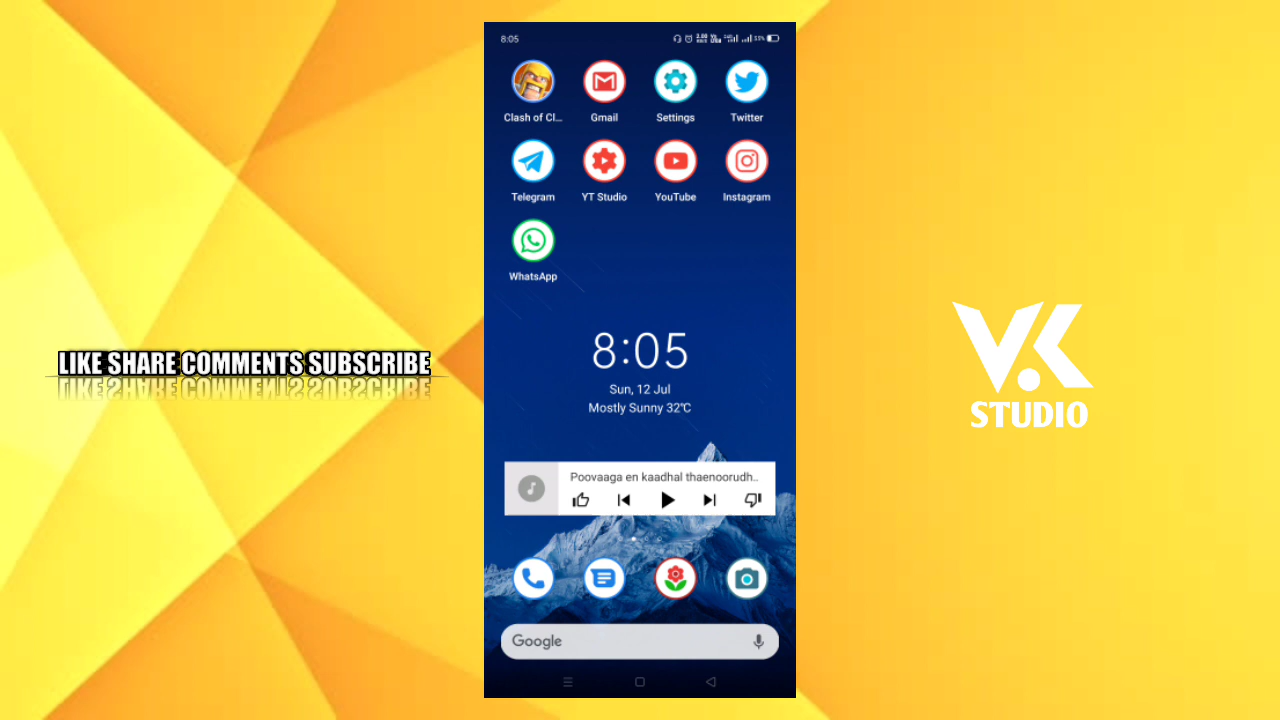 8:05
33%
Clash of Cl...
Gmail
Settings
Twitter
Telegram
YT Studio
YouTube
Instagram
WhatsApp
8:05
Sun, 12 Jul
Mostly Sunny 32℃
LIKE SHARE COMMENTS SUBSCRIBE
V.K
STUDIO
Poovaaga en kaadhal thaenoorudh..
Google